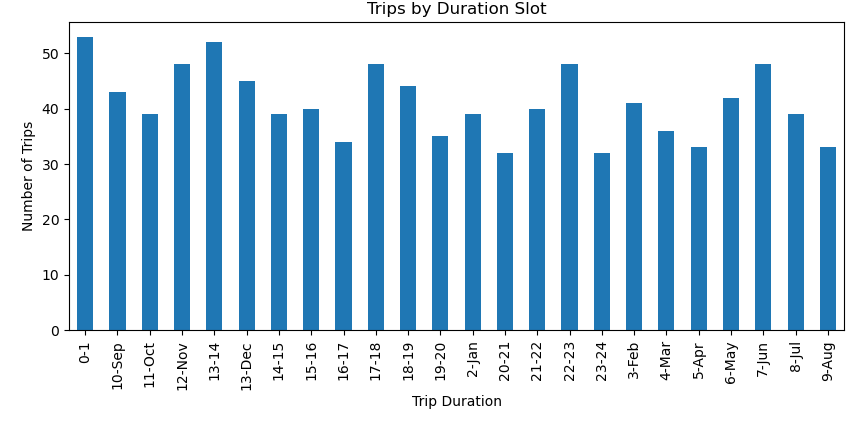 Trips by Duration Slot
Number of Trips
50
40
30
20
10
0
0-1
10-Sep
11-Oct
12-Nov
13-14
13-Dec
14-15
15-16
16-17
17-18
18-19
19-20
2-Jan
20-21
21-22
22-23
23-24
3-Feb
4-Mar
5-Apr
6-May
7-Jun
8-Jul
9-Aug
Trip Duration